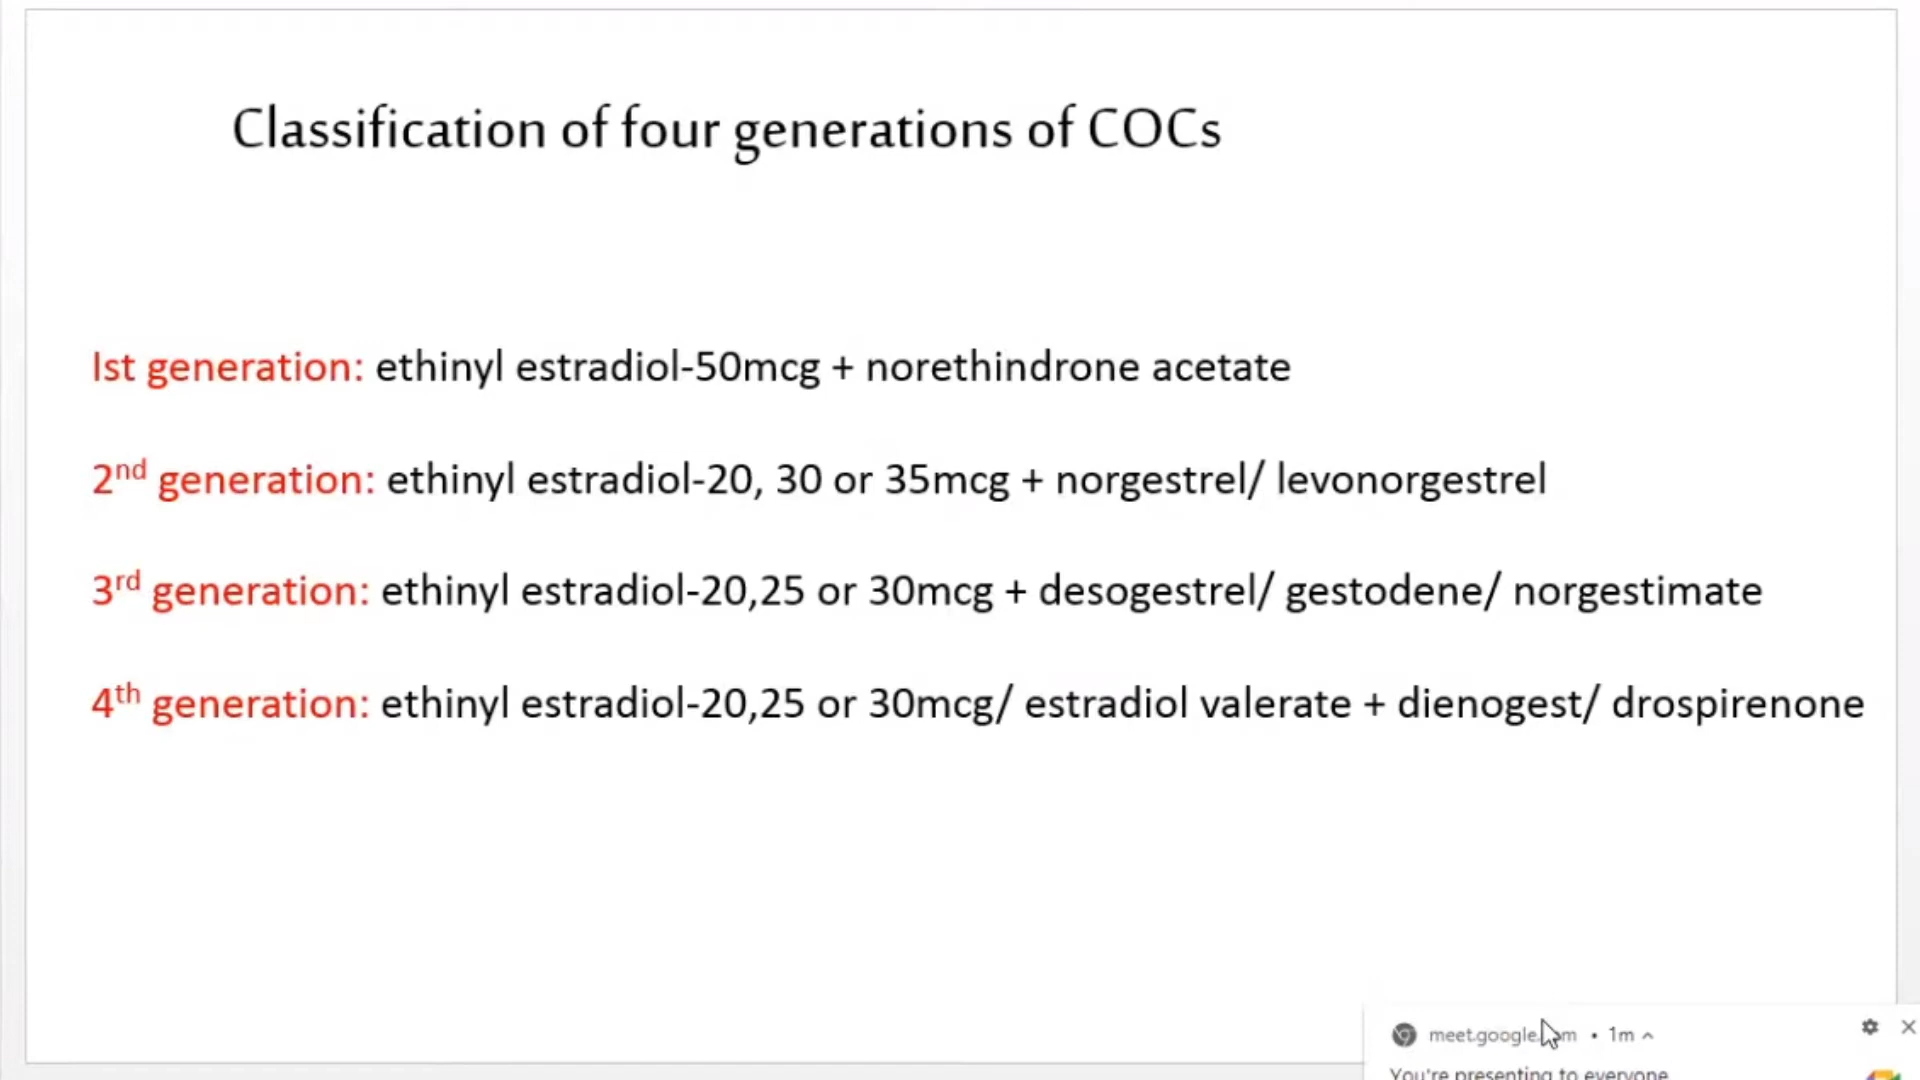 Classification of four generations of COCs
Ist generation: ethinyl estradiol-50mcg + norethindrone acetate
2nd generation: ethinyl estradiol-20, 30 or 35mcg + norgestrel/ levonorgestrel
3rd generation: ethinyl estradiol-20,25 or 30mcg + desogestrel/ gestodene/ norgestimate
4th generation: ethinyl estradiol-20,25 or 30mcg/ estradiol valerate + dienogest/ drospirenone
meet.google.com • 1m
You're presenting to everyone